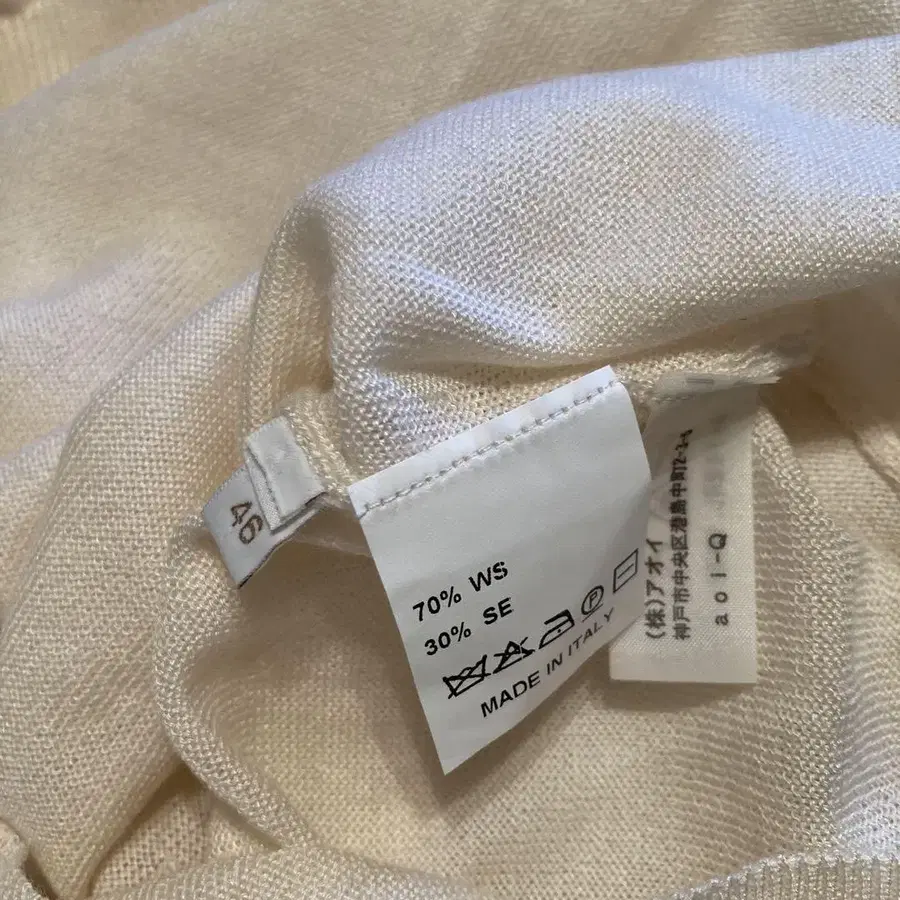 46
70% WS
30% SE
MADE IN ITALY
(株)アオイ
神戸市中央区港島中町2-1-6
aoi-Q